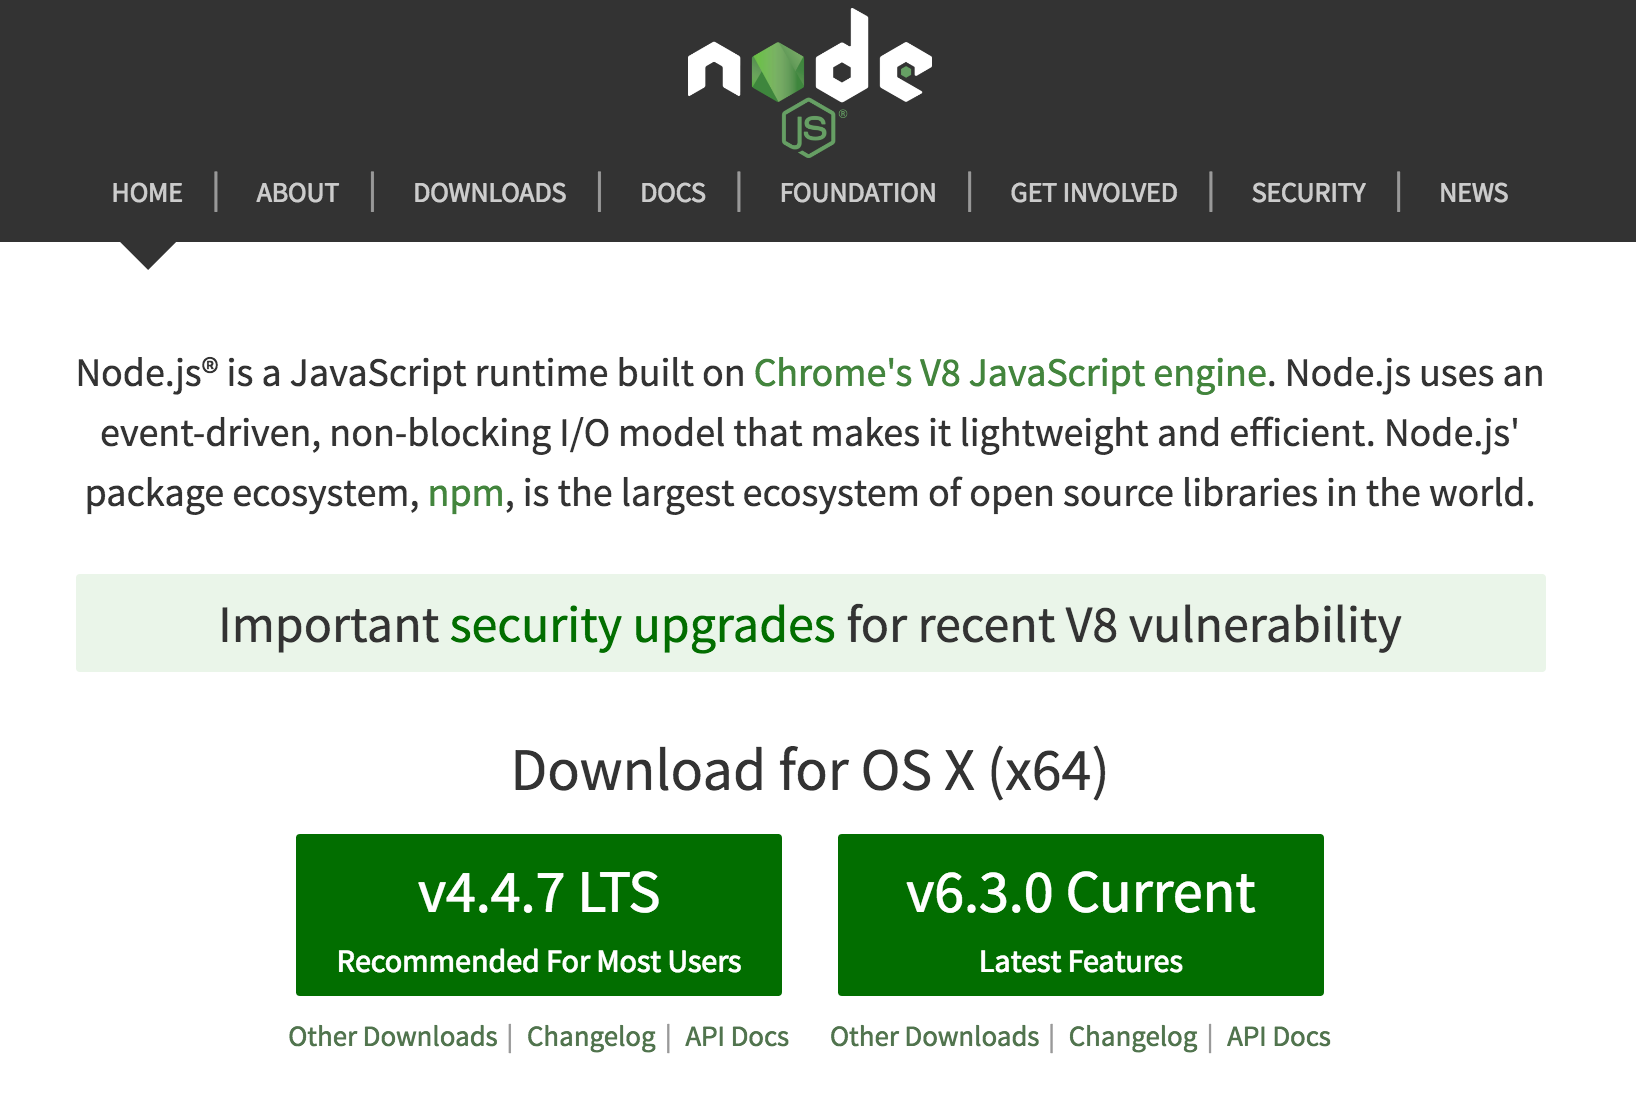 node
JS®
HOME | ABOUT | DOWNLOADS | DOCS | FOUNDATION | GET INVOLVED | SECURITY | NEWS
Node.js® is a JavaScript runtime built on Chrome's V8 JavaScript engine. Node.js uses an
event-driven, non-blocking I/O model that makes it lightweight and efficient. Node.js'
package ecosystem, npm, is the largest ecosystem of open source libraries in the world.
Important security upgrades for recent V8 vulnerability
Download for OS X (x64)
v4.4.7 LTS
Recommended For Most Users
Other Downloads | Changelog | API Docs
v6.3.0 Current
Latest Features
Other Downloads | Changelog | API Docs